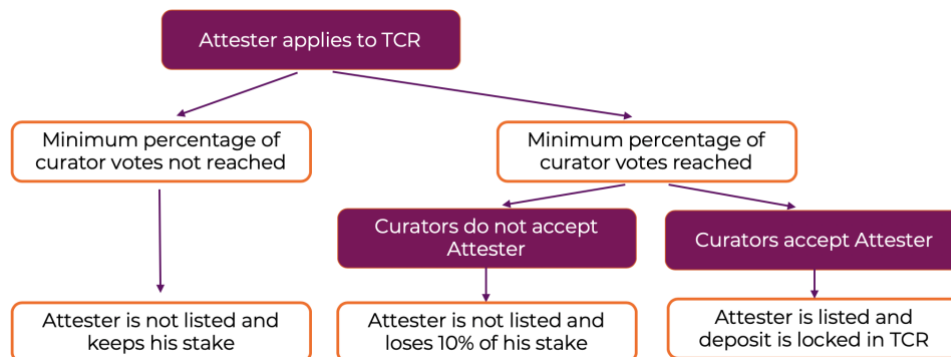 Attester applies to TCR
Minimum percentage of
curator votes not reached
Minimum percentage of
curator votes reached
Curators do not accept
Attester
Curators accept Attester
Attester is not listed and
keeps his stake
Attester is not listed and
loses 10% of his stake
Attester is listed and
deposit is locked in TCR